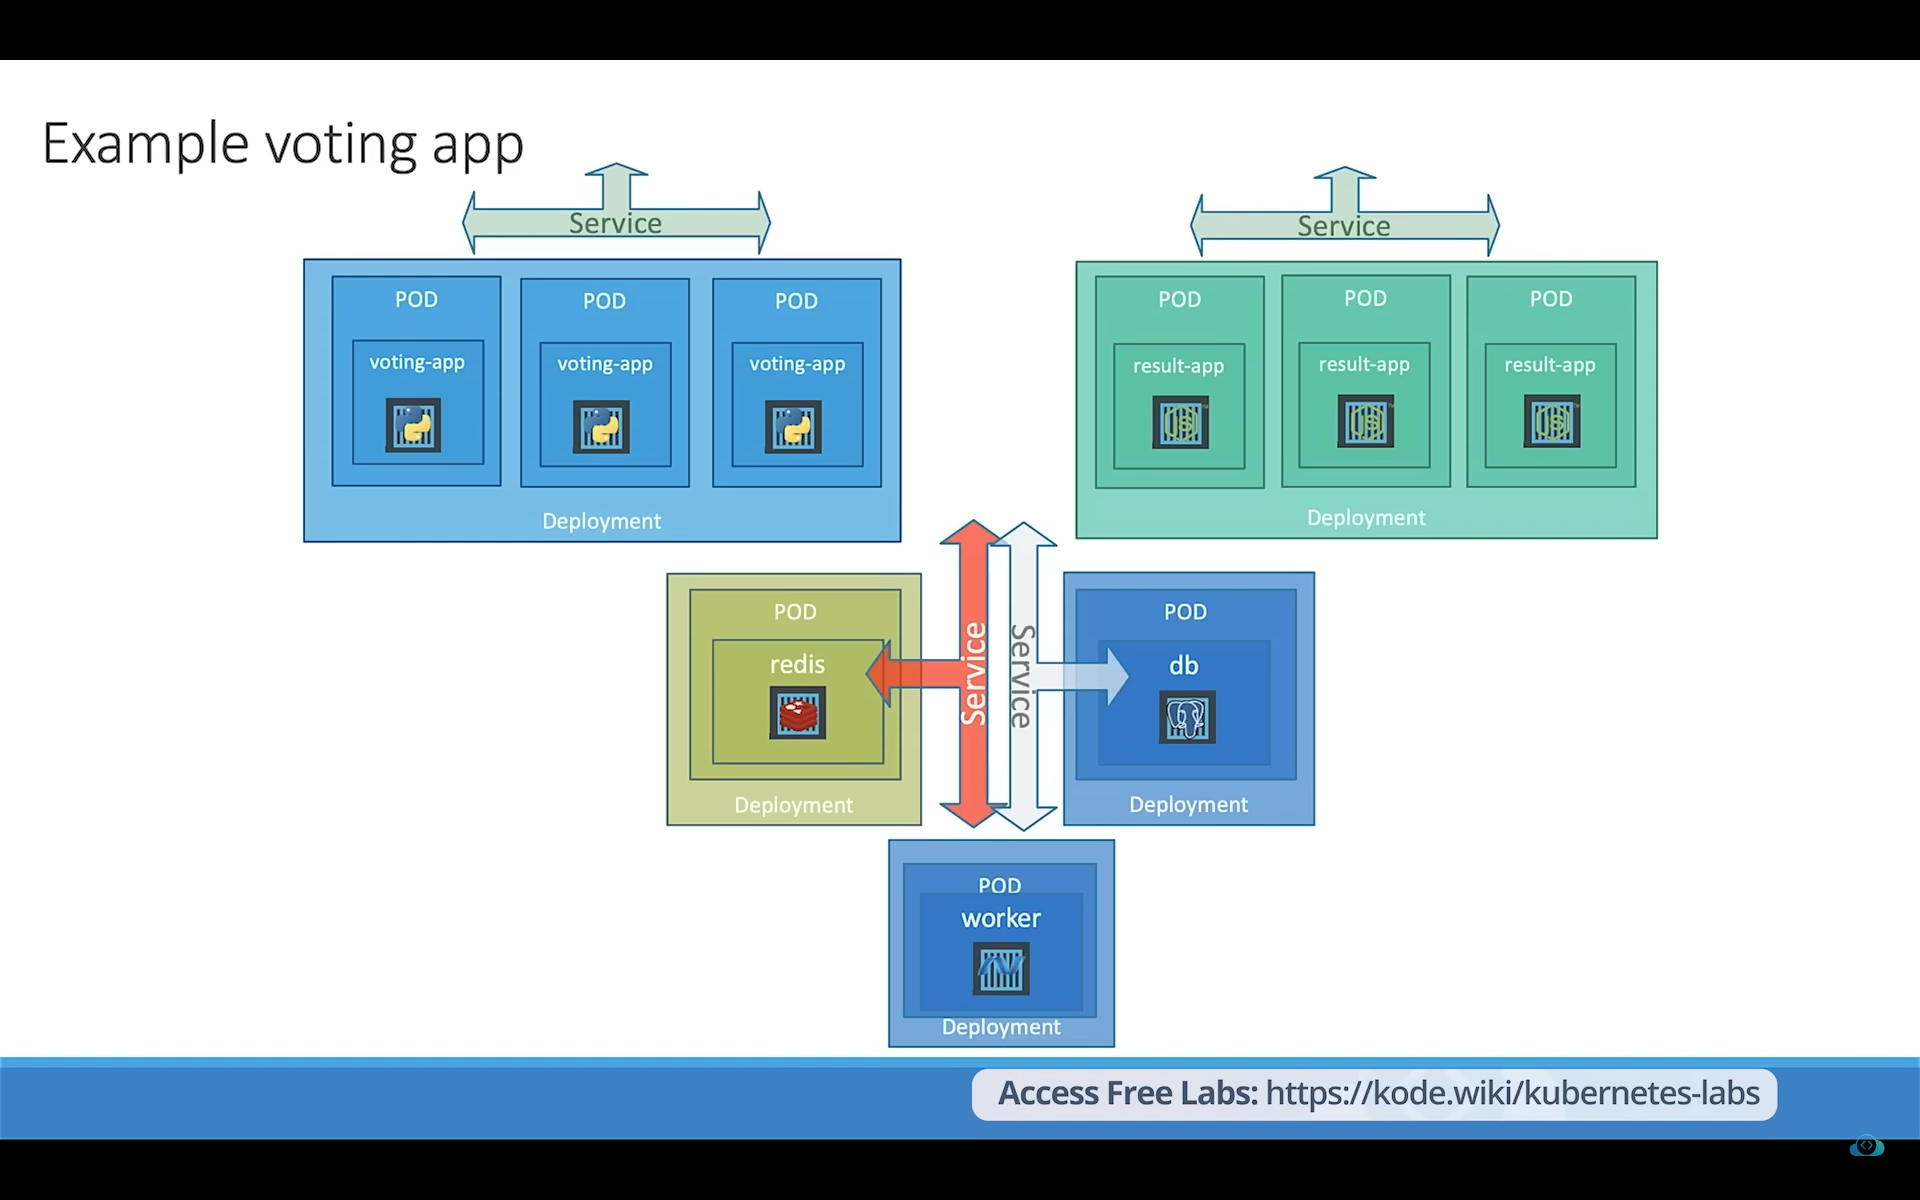 Example voting app
Service
Service
POD
POD
POD
voting-app
voting-app
voting-app
Deployment
POD
POD
POD
result-app
result-app
result-app
Deployment
POD
redis
Deployment
Service
Service
POD
db
Deployment
POD
worker
Deployment
Access Free Labs: https://kode.wiki/kubernetes-labs